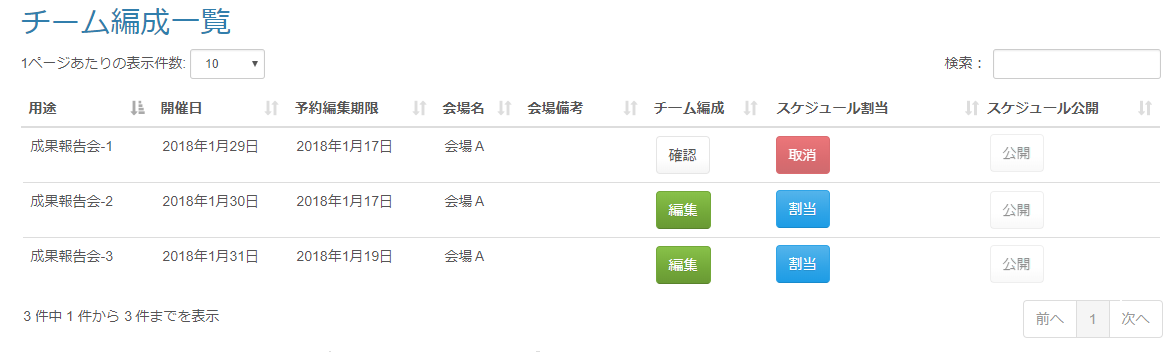 チーム編成一覧
1ページあたりの表示件数: 10 検索：
用途 開催日 予約編集期限 会場名 会場備考 チーム編成 スケジュール割当 スケジュール公開
成果報告会-1 2018年1月29日 2018年1月17日 会場A 確認 取消 公開
成果報告会-2 2018年1月30日 2018年1月17日 会場A 編集 割当 公開
成果報告会-3 2018年1月31日 2018年1月19日 会場A 編集 割当 公開
3 件中 1 件から 3 件までを表示
前へ 1 次へ